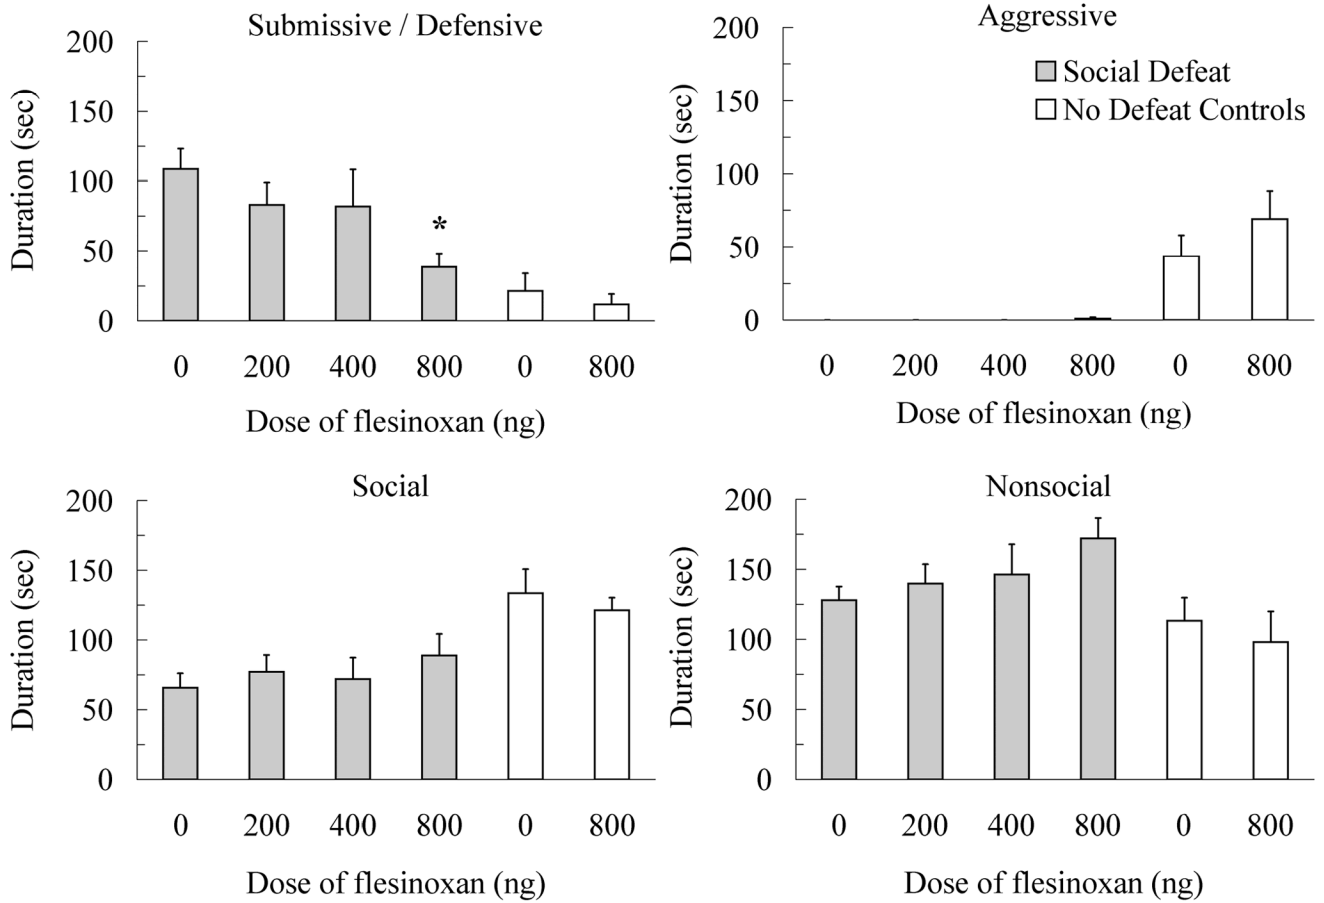 Submissive / Defensive
200
150
100
50
0
Duration (sec)
*
0 200 400 800 0 800
Dose of flesinoxan (ng)
Aggressive
200
150
100
50
0
Duration (sec)
Social Defeat
No Defeat Controls
0 200 400 800 0 800
Dose of flesinoxan (ng)
Social
200
150
100
50
0
Duration (sec)
0 200 400 800 0 800
Dose of flesinoxan (ng)
Nonsocial
200
150
100
50
0
Duration (sec)
0 200 400 800 0 800
Dose of flesinoxan (ng)